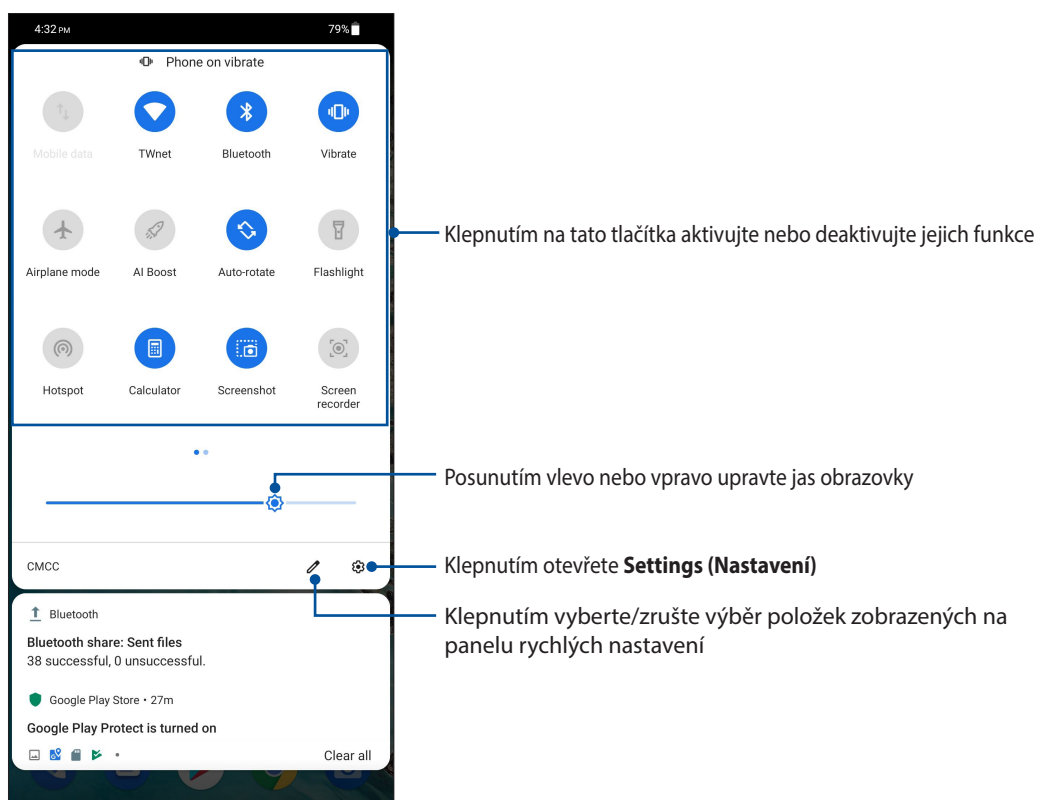 4:32 PM 79%
Phone on vibrate
Mobile data TWnet Bluetooth Vibrate
Klepnutím na tato tlačítka aktivujte nebo deaktivujte jejich funkce
Airplane mode AI Boost Auto-rotate Flashlight
Hotspot Calculator Screenshot Screen
recorder
Posunutím vlevo nebo vpravo upravte jas obrazovky
CMCC
Klepnutím otevřete Settings (Nastavení)
Klepnutím vyberte/zrušte výběr položek zobrazených na
panelu rychlých nastavení
Bluetooth
Bluetooth share: Sent files
38 successful, 0 unsuccessful.
Google Play Store • 27m
Google Play Protect is turned on
Clear all